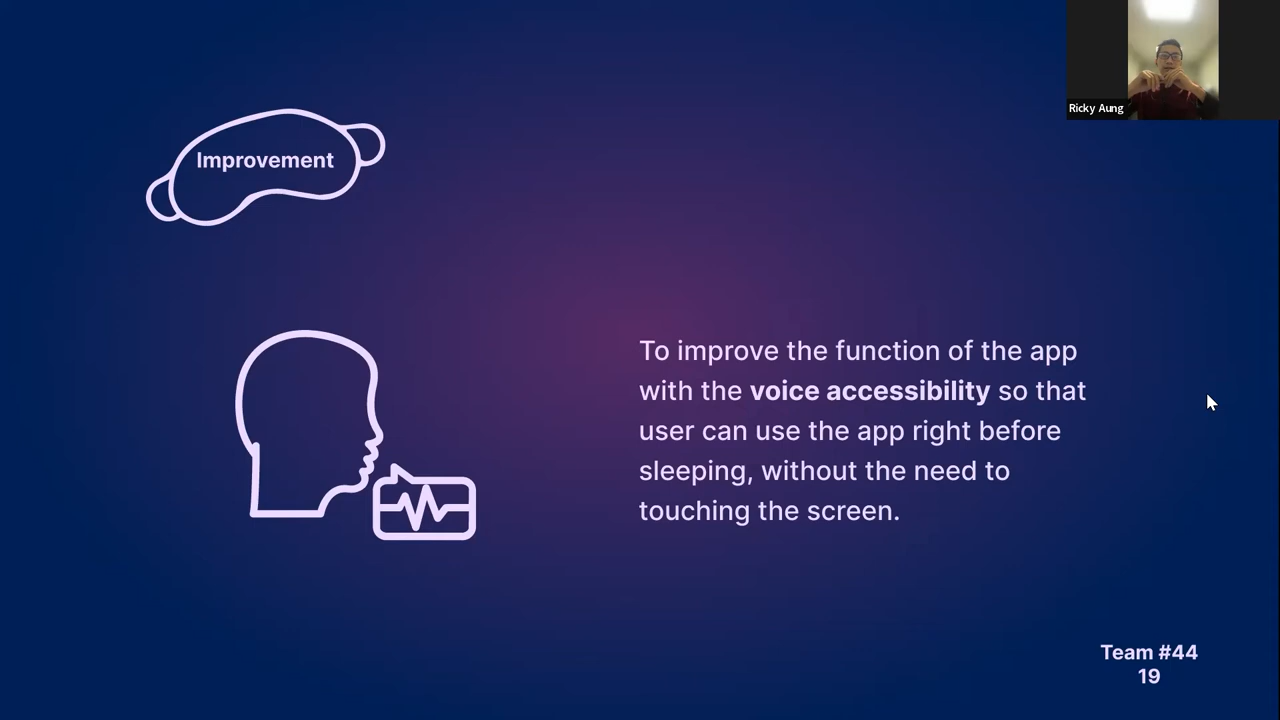 Ricky Aung
Improvement
To improve the function of the app
with the voice accessibility so that
user can use the app right before
sleeping, without the need to
touching the screen.
Team #44
19